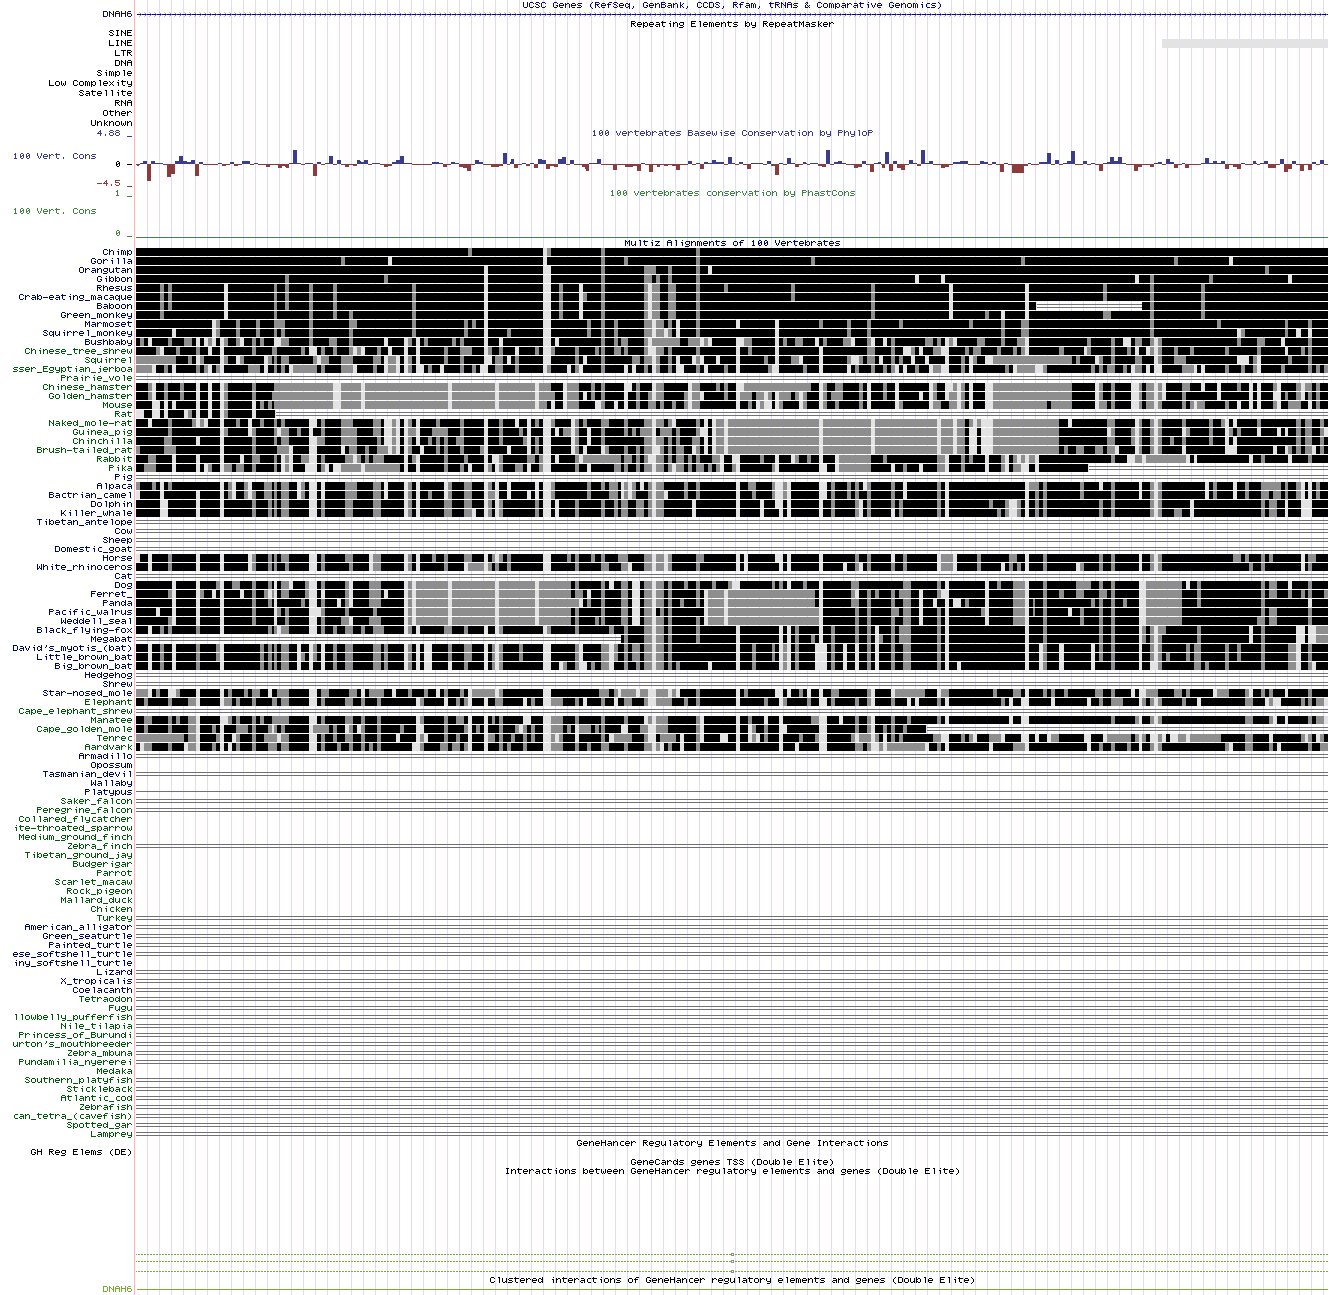 UCSC Genes (RefSeq, GenBank, CCDS, Rfam, tRNAs & Comparative Genomics)
DNAH6
Repeating Elements by RepeatMasker
SINE
LINE
LTR
DNA
Simple
Low Complexity
Satellite
RNA
Other
Unknown
4.88 _
100 vertebrates Basewise Conservation by PhyloP
100 Vert. Cons
0 -
-4.5 _
1 _
100 vertebrates conservation by PhastCons
100 Vert. Cons
0 _
Multiz Alignments of 100 Vertebrates
Chimp
Gorilla
Orangutan
Gibbon
Rhesus
Crab-eating_macaque
Baboon
Green_monkey
Marmoset
Squirrel_monkey
Bushbaby
Chinese_tree_shrew
Squirrel
sser_Egyptian_jerboa
Prairie_vole
Chinese_hamster
Golden_hamster
Mouse
Rat
Naked_mole-rat
Guinea_pig
Chinchilla
Brush-tailed_rat
Rabbit
Pika
Pig
Alpaca
Bactrian_camel
Dolphin
Killer_whale
Tibetan_antelope
Cow
Sheep
Domestic_goat
Horse
White_rhinoceros
Cat
Dog
Ferret_
Panda
Pacific_walrus
Weddell_seal
Black_flying-fox
Megabat
David's_myotis_(bat)
Little_brown_bat
Big_brown_bat
Hedgehog
Shrew
Star-nosed_mole
Elephant
Cape_elephant_shrew
Manatee
Cape_golden_mole
Tenrec
Aardvark
Armadillo
Opossum
Tasmanian_devil
Wallaby
Platypus
Saker_falcon
Peregrine_falcon
Collared_flycatcher
ite-throated_sparrow
Medium_ground_finch
Zebra_finch
Tibetan_ground_jay
Budgerigar
Parrot
Scarlet_macaw
Rock_pigeon
Mallard_duck
Chicken
Turkey
American_alligator
Green_seaturtle
Painted_turtle
ese_softshell_turtle
iny_softshell_turtle
Lizard
X_tropicalis
Coelacanth
Tetraodon
Fugu
llowbelly_pufferfish
Nile_tilapia
Princess_of_Burundi
urton's_mouthbreeder
Zebra_mbuna
Pundamilia_nyererei
Medaka
Southern_platyfish
Stickleback
Atlantic_cod
Zebrafish
can_tetra_(cavefish)
Spotted_gar
Lamprey
GeneHancer Regulatory Elements and Gene Interactions
GH Reg Elems (DE)
GeneCards genes TSS (Double Elite)
Interactions between GeneHancer regulatory elements and genes (Double Elite)
Clustered interactions of GeneHancer regulatory elements and genes (Double Elite)
DNAH6